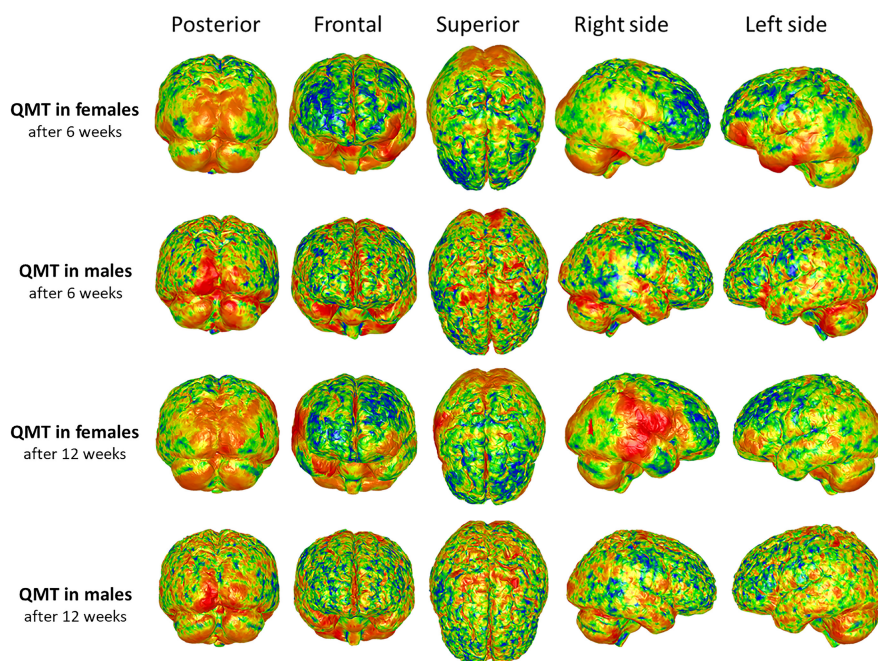 Posterior Frontal Superior Right side Left side
QMT in females
after 6 weeks
QMT in males
after 6 weeks
QMT in females
after 12 weeks
QMT in males
after 12 weeks